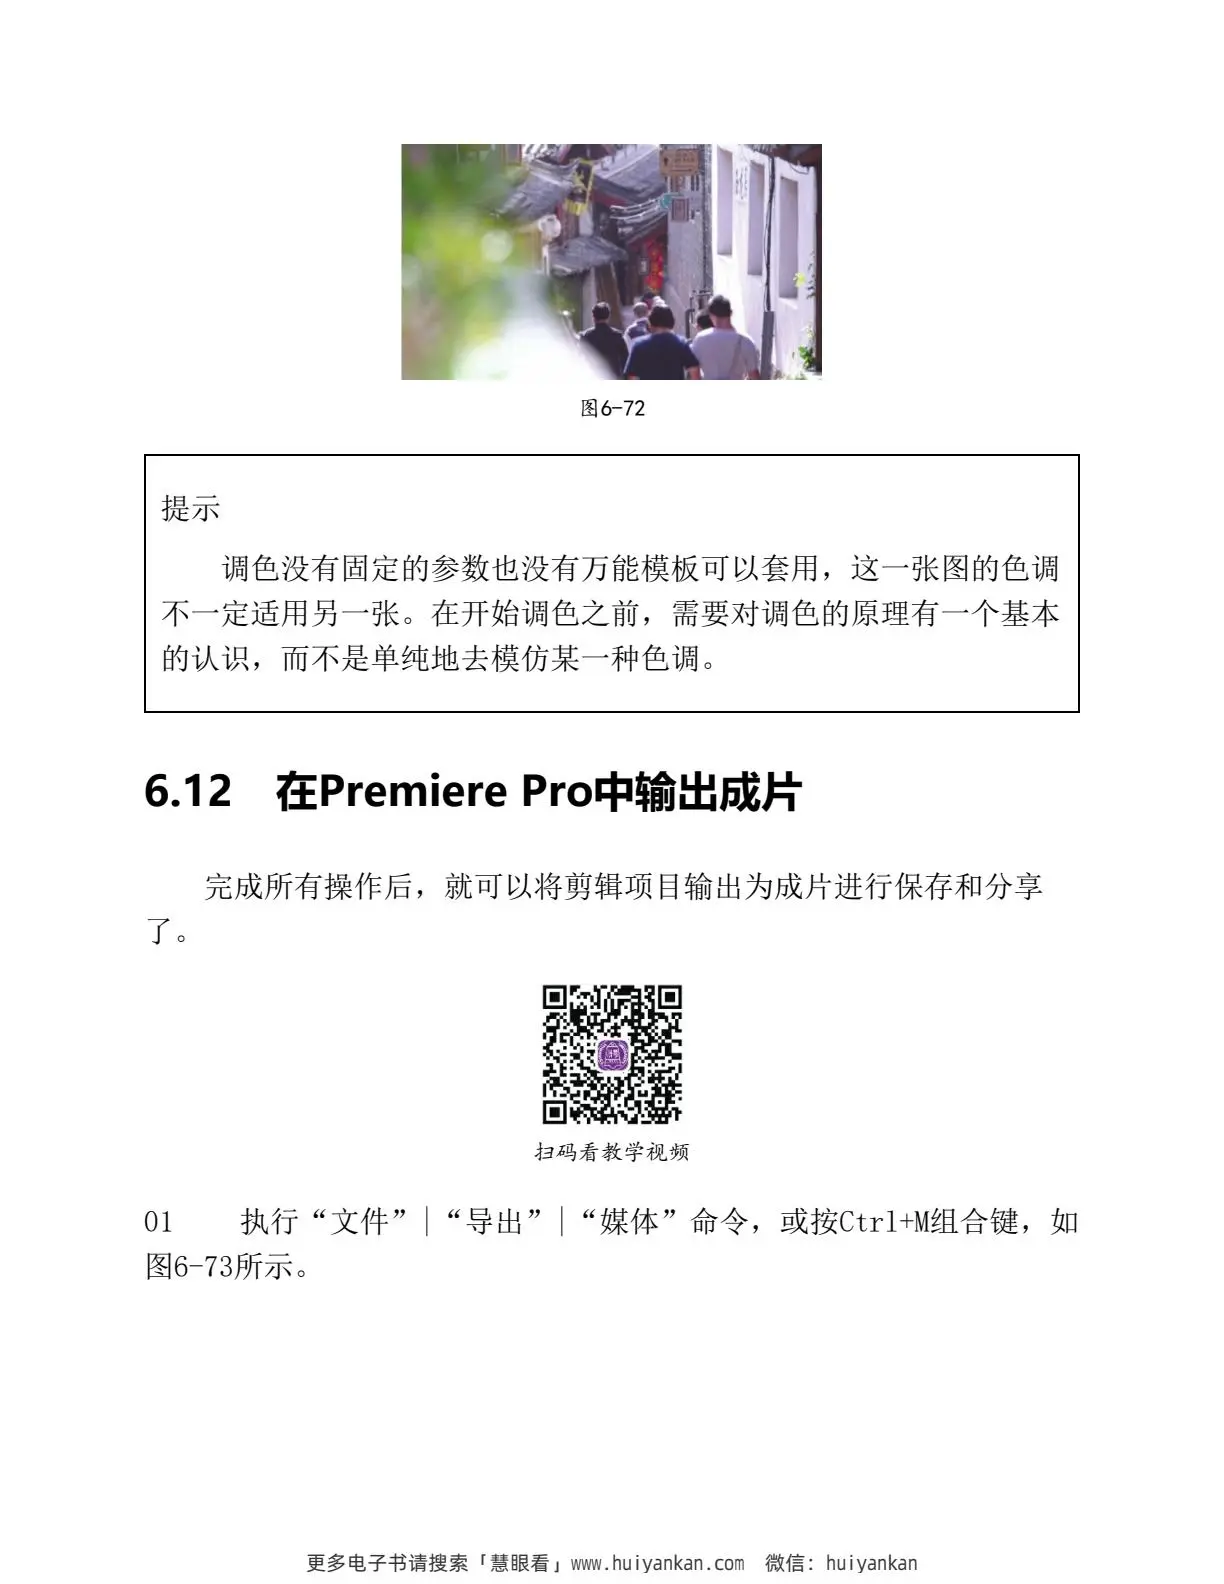 图6-72
提示
调色没有固定的参数也没有万能模板可以套用，这一张图的色调
不一定适用另一张。在开始调色之前，需要对调色的原理有一个基本
的认识，而不是单纯地去模仿某一种色调。
6.12　在Premiere Pro中输出成片
完成所有操作后，就可以将剪辑项目输出为成片进行保存和分享
了。
扫码看教学视频
01　　执行“文件”|“导出”|“媒体”命令，或按Ctrl+M组合键，如
图6-73所示。
更多电子书请搜索「慧眼看」www.huiyankan.com　微信：huiyankan